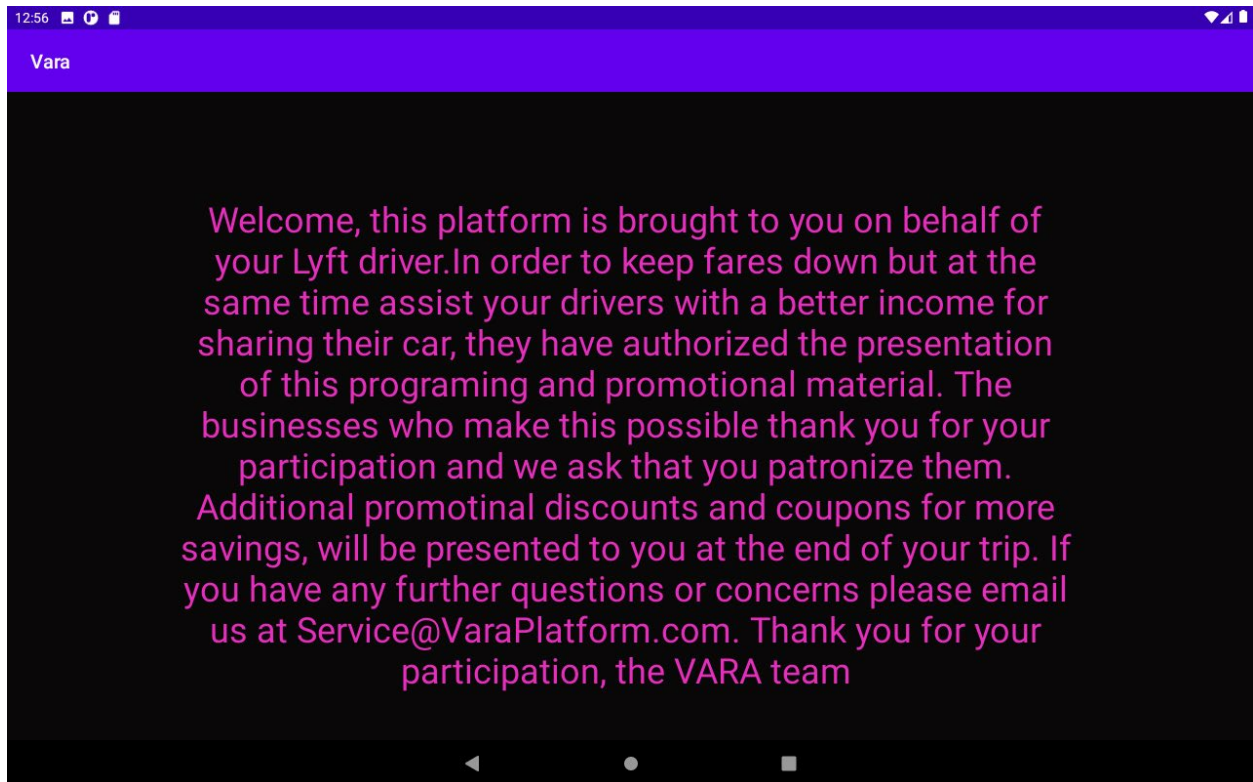 12:56
Vara
Welcome, this platform is brought to you on behalf of
your Lyft driver.In order to keep fares down but at the
same time assist your drivers with a better income for
sharing their car, they have authorized the presentation
of this programing and promotional material. The
businesses who make this possible thank you for your
participation and we ask that you patronize them.
Additional promotinal discounts and coupons for more
savings, will be presented to you at the end of your trip. If
you have any further questions or concerns please email
us at Service@VaraPlatform.com. Thank you for your
participation, the VARA team